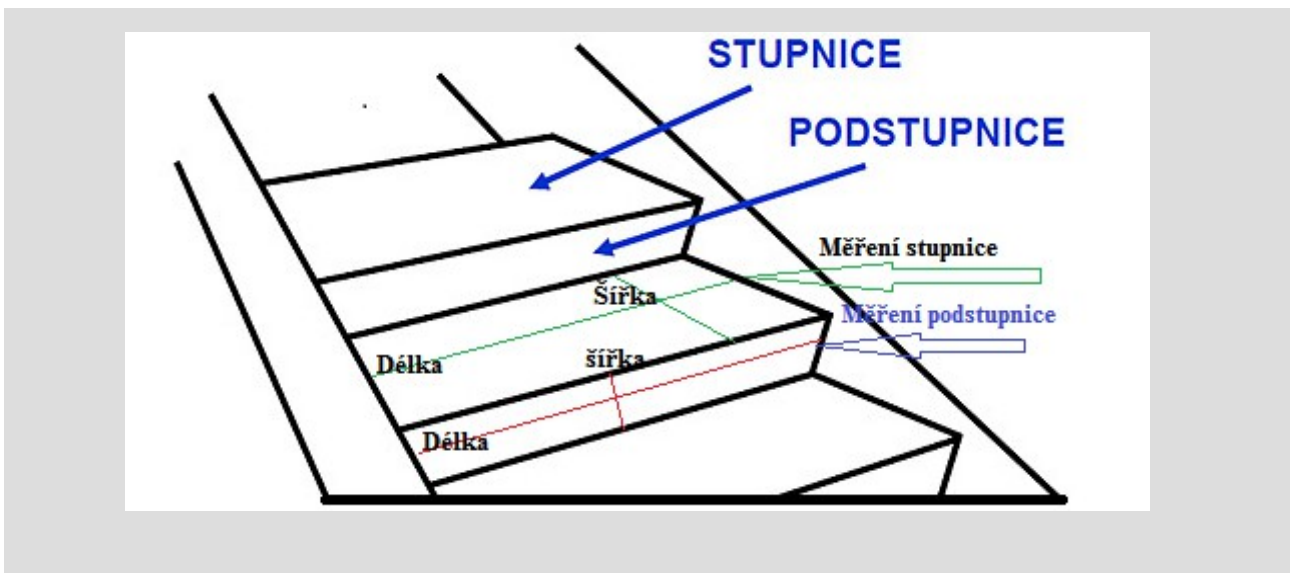 STUPNICE
PODSTUPNICE
Měření stupnice
Šířka
Měření podstupnice
Délka
šířka
Délka